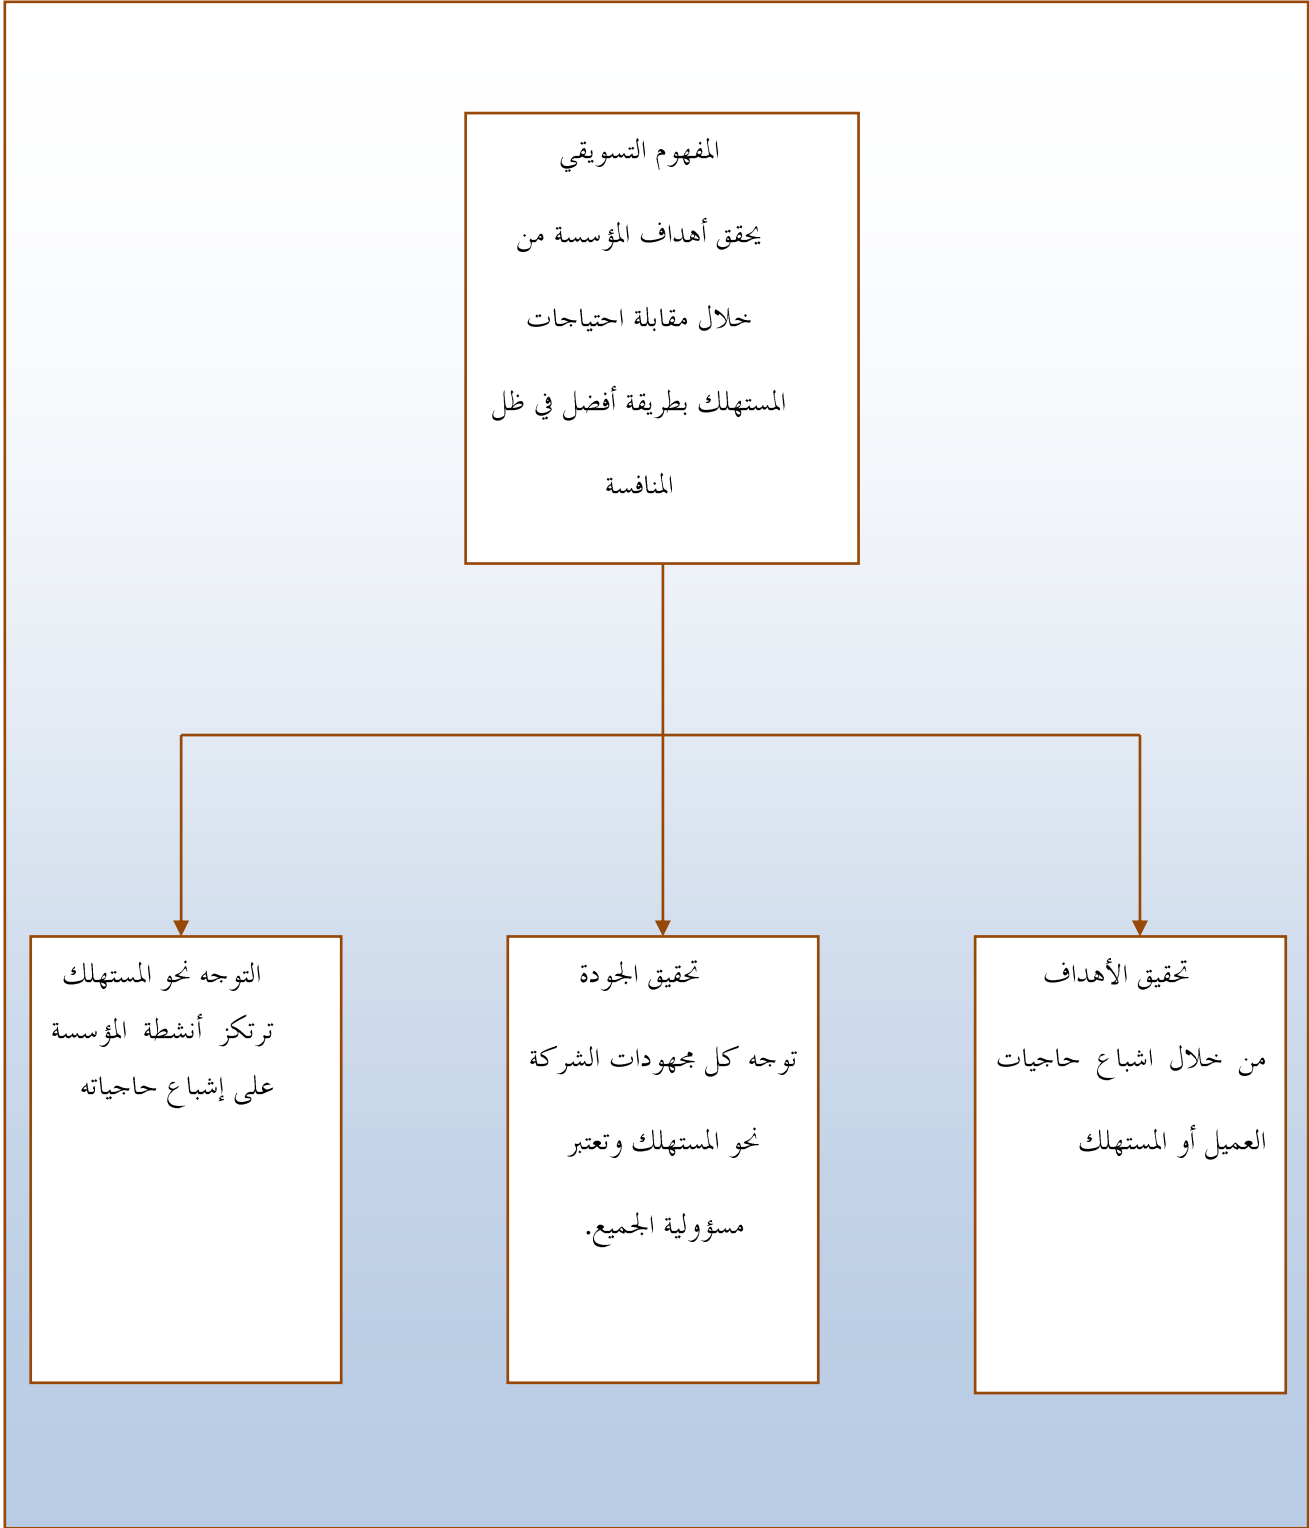 المفهوم التسويقي
يحقق أهداف المؤسسة من
خلال مقابلة احتياجات
المستهلك بطريقة أفضل في ظل
المنافسة
تحقيق الأهداف
من خلال اشباع حاجيات
العميل أو المستهلك
تحقيق الجودة
توجه كل مجهودات الشركة
نحو المستهلك وتعتبر
مسؤولية الجميع.
التوجه نحو المستهلك
ترتكز أنشطة المؤسسة
على إشباع حاجياته